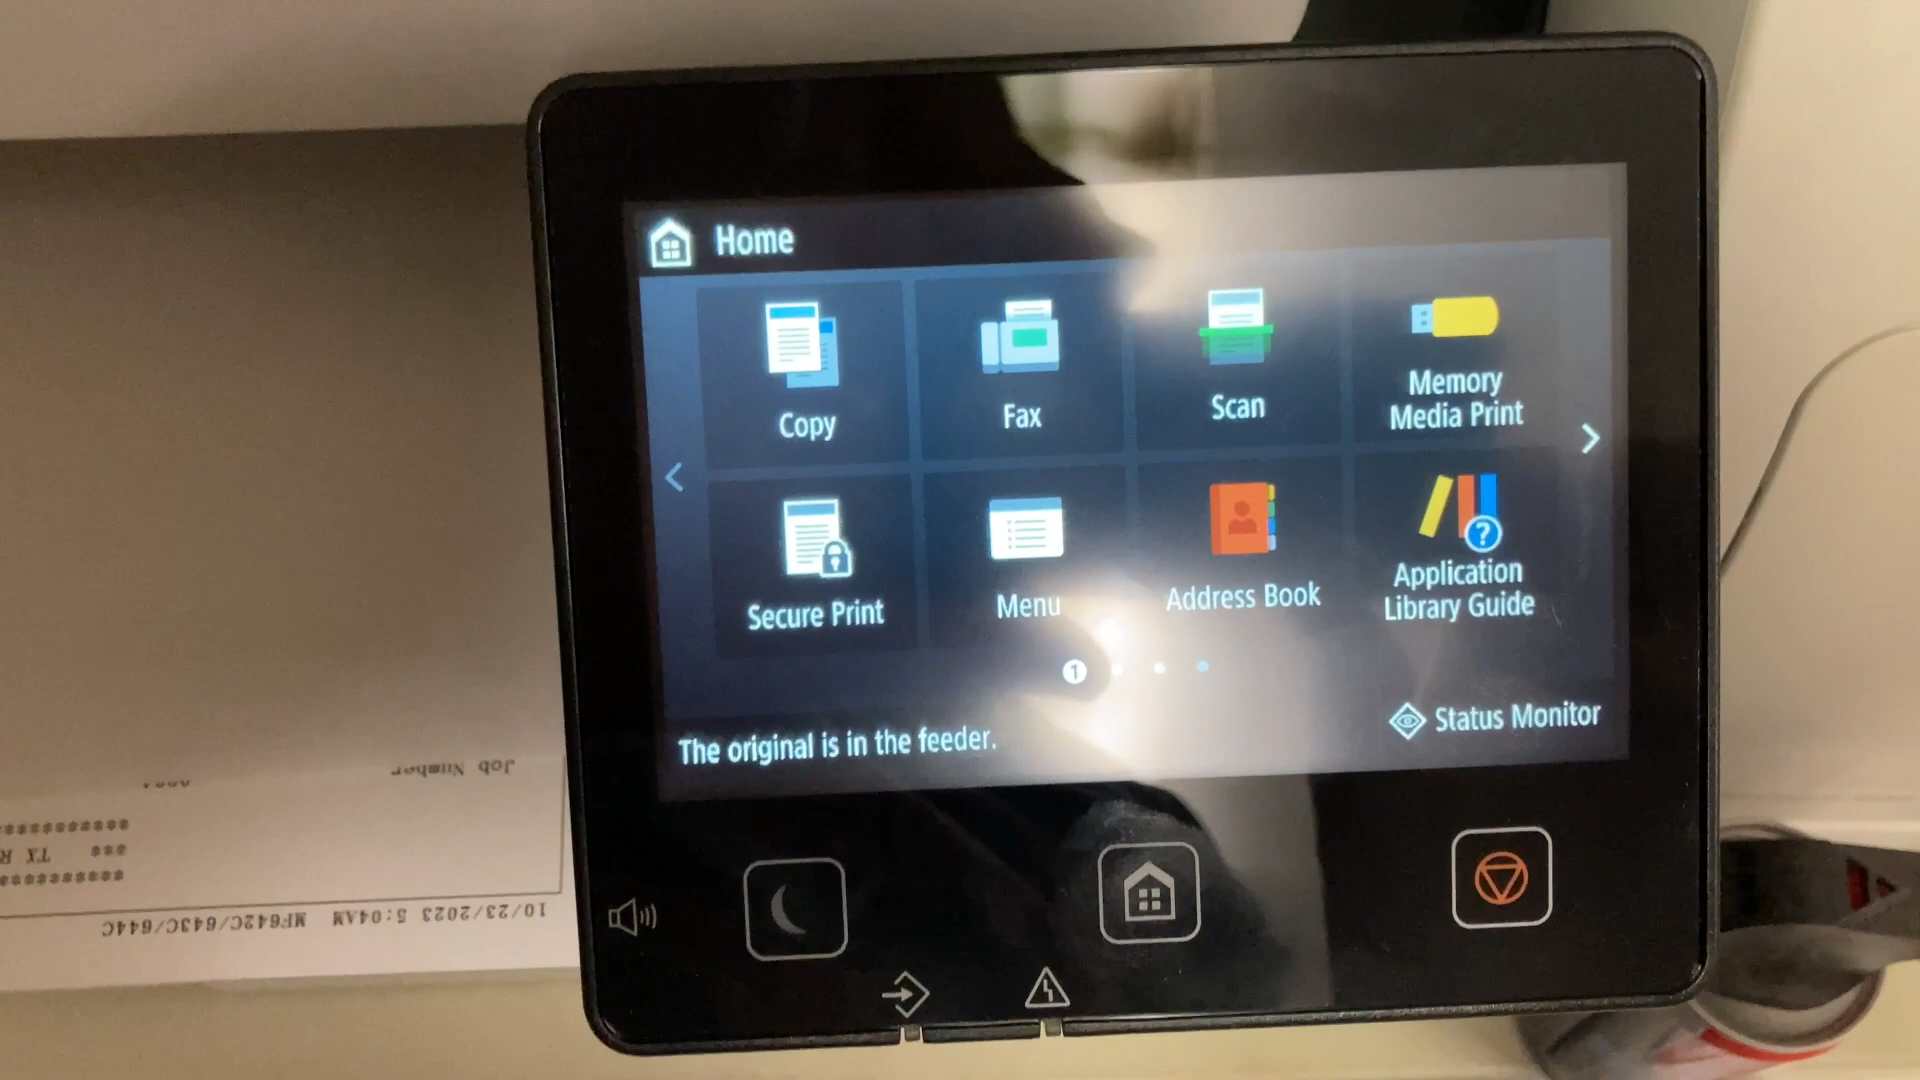 Home
Copy
Fax
Scan
Memory
Media Print
Secure Print
Menu
Address Book
Application
Library Guide
?
1
The original is in the feeder.
Status Monitor
10/23/2023 5:04AM MF642C/643C/644C
***********
*** TX
***********
Job Number